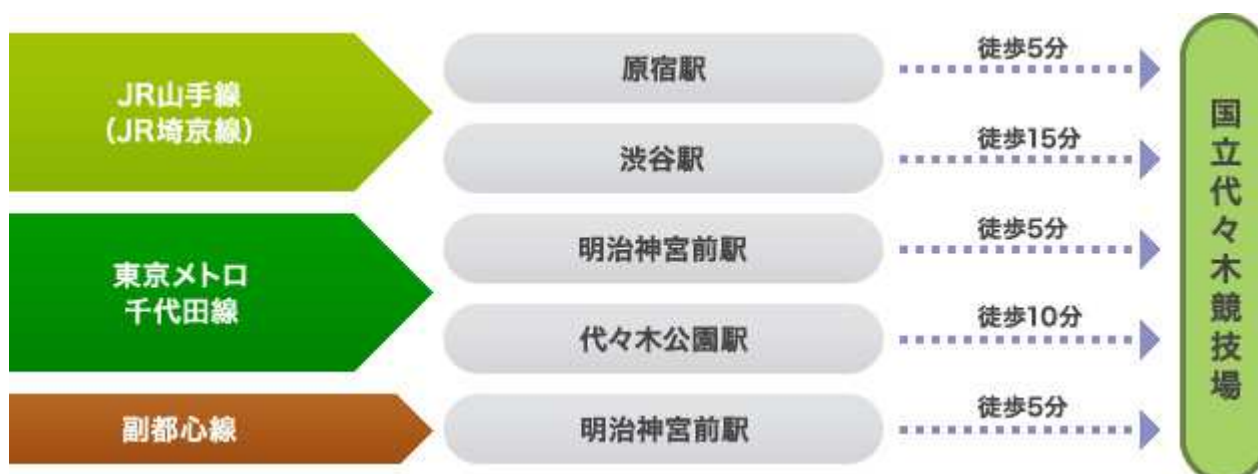 JR山手線
（JR埼京線）
原宿駅
徒歩5分
渋谷駅
徒歩15分
東京メトロ
千代田線
明治神宮前駅
徒歩5分
代々木公園駅
徒歩10分
副都心線
明治神宮前駅
徒歩5分
国立代々木競技場